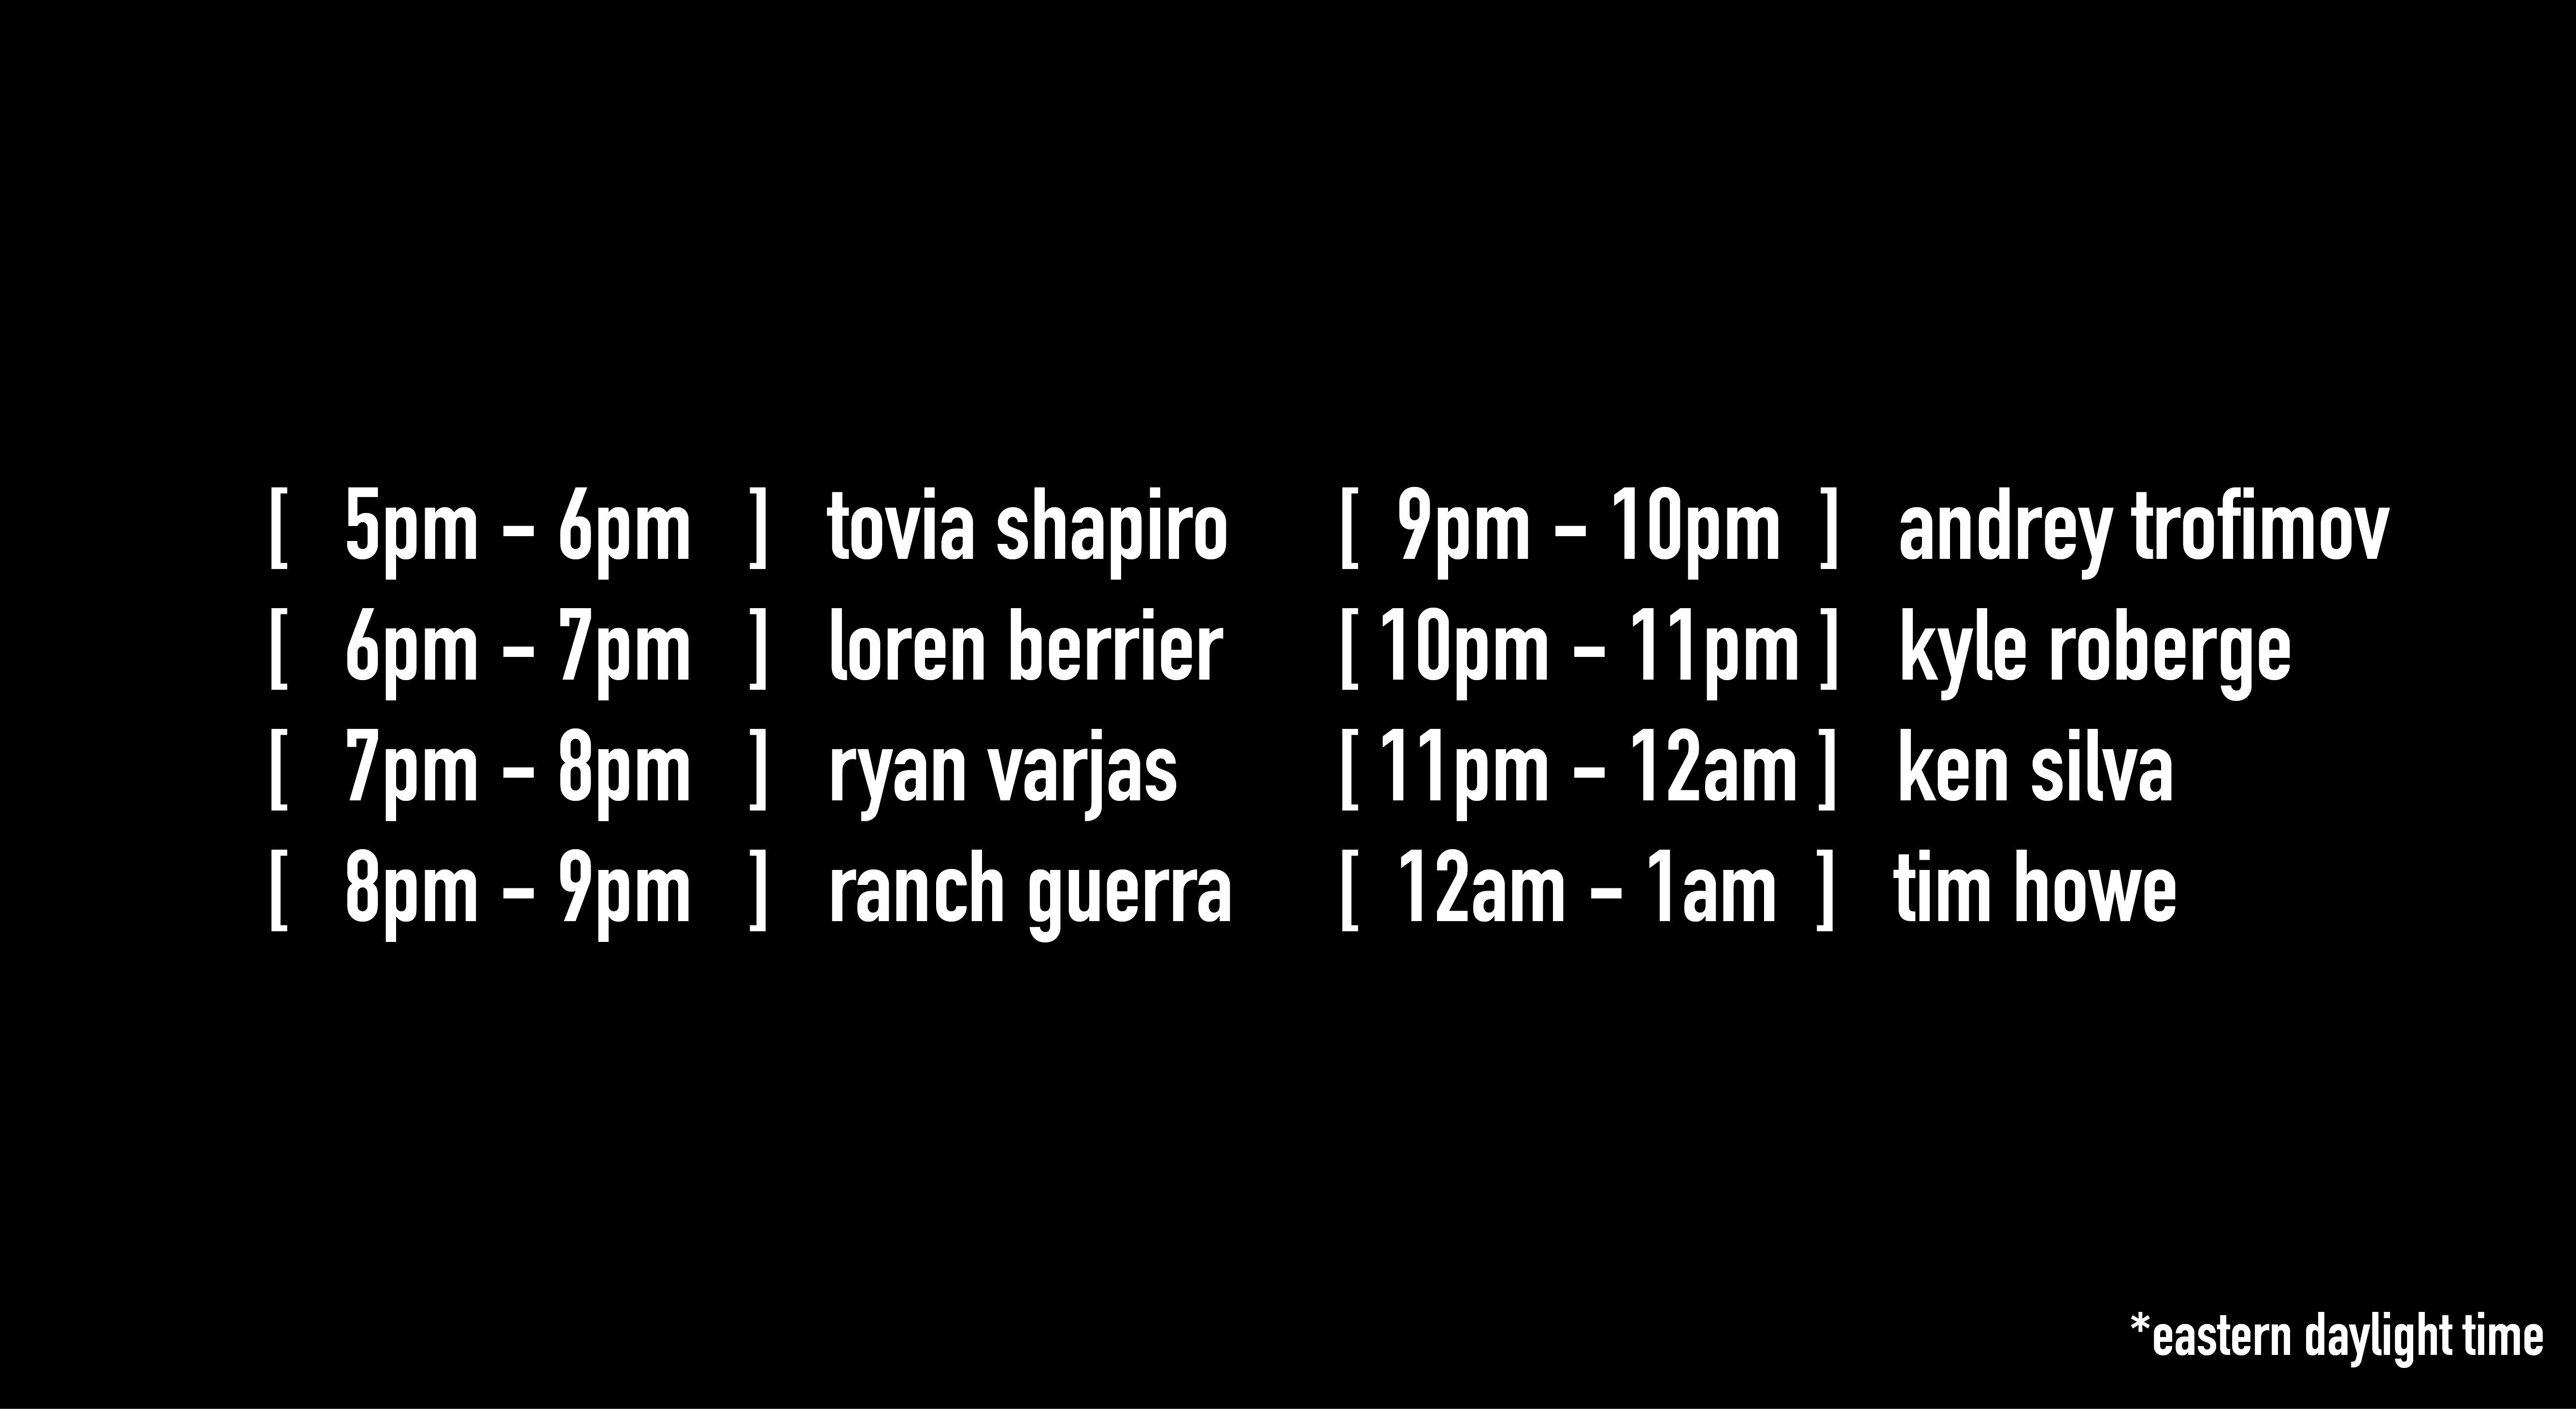 [ 5pm – 6pm ] tovia shapiro
[ 6pm – 7pm ] loren berrier
[ 7pm – 8pm ] ryan varjas
[ 8pm – 9pm ] ranch guerra
[ 9pm – 10pm ] andrey trofimov
[ 10pm – 11pm ] kyle roberge
[ 11pm – 12am ] ken silva
[ 12am – 1am ] tim howe
*eastern daylight time